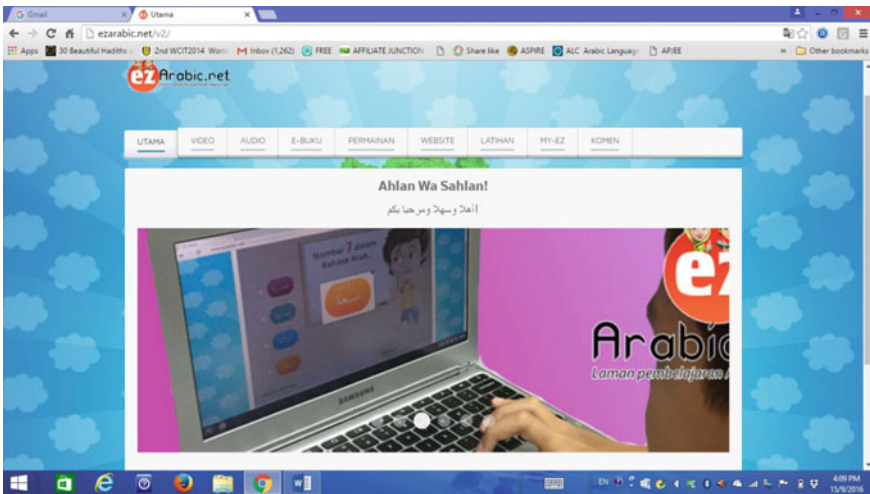 Gmail
Utama
ezarabic.net/v2/
Apps
30 Beautiful Hadiths
2nd WCIT2014 World
Inbox (1,262)
FREE
AFFILIATE JUNCTION
Share like
ASPIRE
ALC Arabic Language
APJEE
Other bookmarks
ezArabic.net
UTAMA VIDEO AUDIO E-BUKU PERMAINAN WEBSITE LATIHAN MY-EZ KOMEN
Ahlan Wa Sahlan!
أهلا وسهلا ومرحبا بكم!
Nombor 7 dalam
Bahasa Arab.
سبعة
SAMSUNG
ez
Arabic
Laman pembelajaran
EN
4:09 PM
15/9/2016